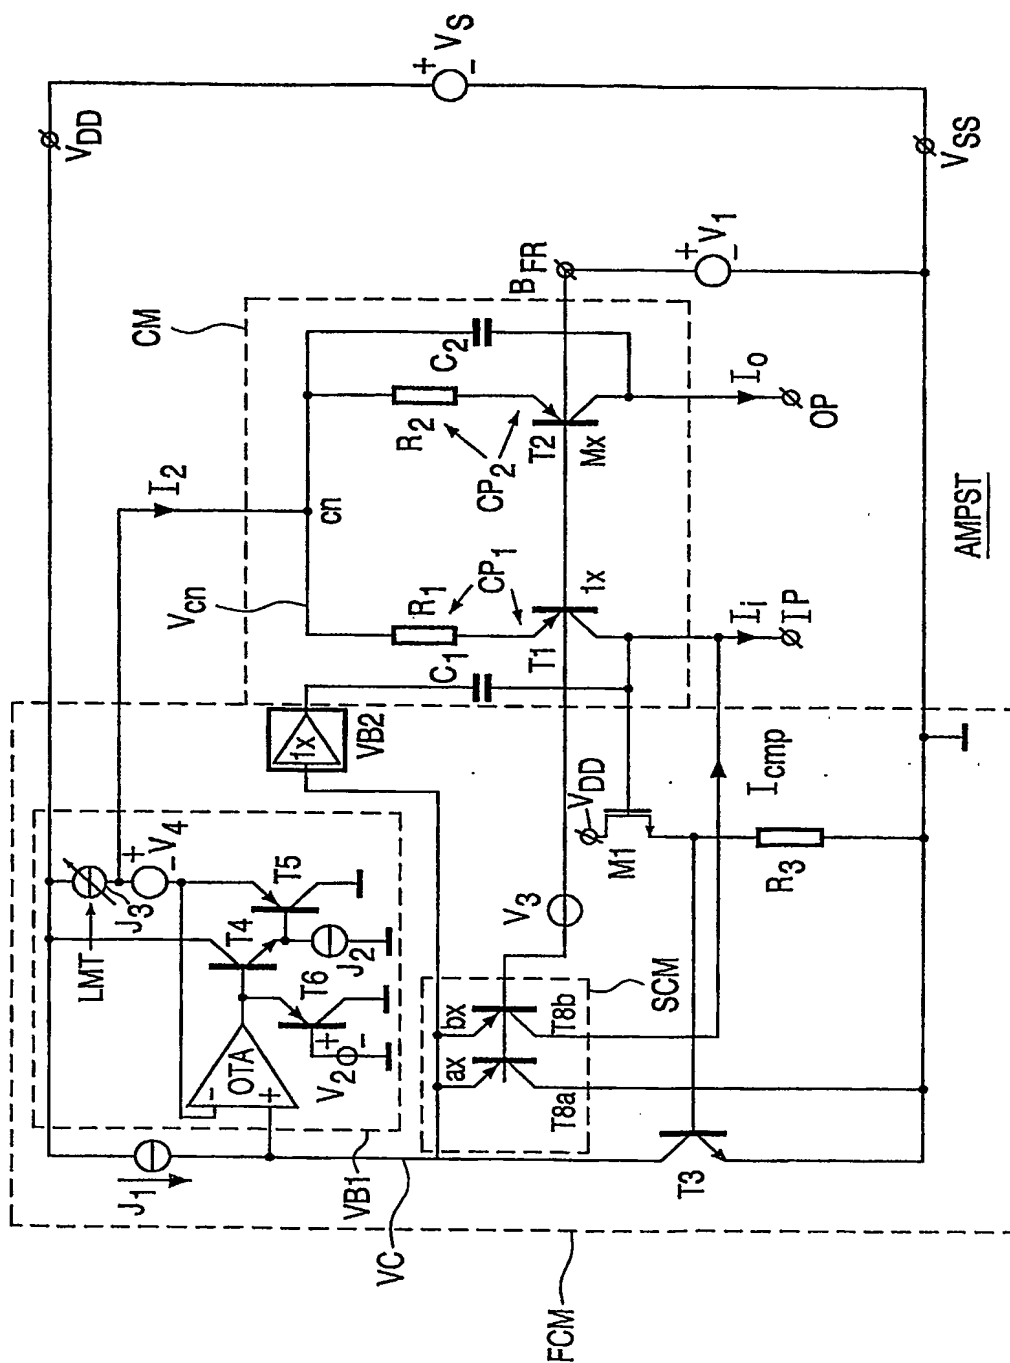 VDD
+ VS -
VSS
CM
I2
Vcn
cn
R1
CP1
R2
CP2
C2
C1
T1
1x
T2
Mx
BFR
+ V1 -
Io
OP
Ii
IP
AMPST
LMT
J3
+ V4 -
T4
T5
J2
T6
OTA
- +
V2 + -
VB1
J1
VC
1x
VB2
VDD
M1
Icmp
R3
V3
SCM
ax
bx
T8a
T8b
T3
FCM